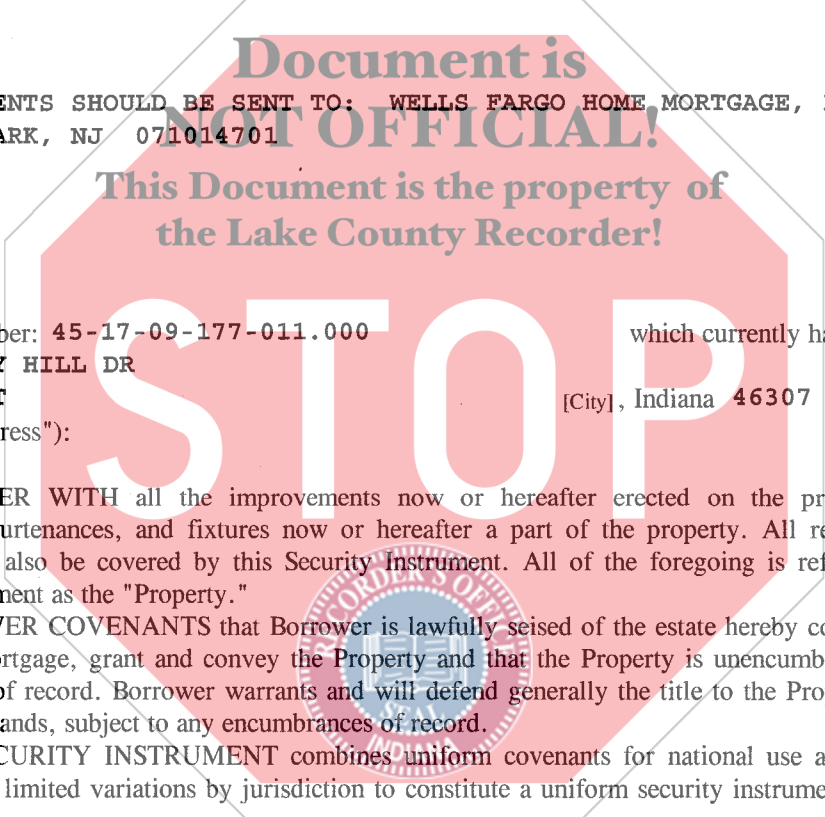 Document is
ENTS SHOULD BE SENT TO: WELLS FARGO HOME MORTGAGE,
NOT OFFICIAL!
ARK, NJ 071014701
This Document is the property of
the Lake County Recorder!
ber: 45-17-09-177-011.000 which currently ha
Y HILL DR
T [City], Indiana 46307
ress"):
STOP
ER WITH all the improvements now or hereafter erected on the pr
urtenances, and fixtures now or hereafter a part of the property. All re
also be covered by this Security Instrument. All of the foregoing is ref
ment as the "Property."
VER COVENANTS that Borrower is lawfully seised of the estate hereby co
ortgage, grant and convey the Property and that the Property is unencumb
of record. Borrower warrants and will defend generally the title to the Pro
ands, subject to any encumbrances of record.
CURITY INSTRUMENT combines uniform covenants for national use a
limited variations by jurisdiction to constitute a uniform security instrume
RECORDER'S OFFICE
SEAL
INDIANA